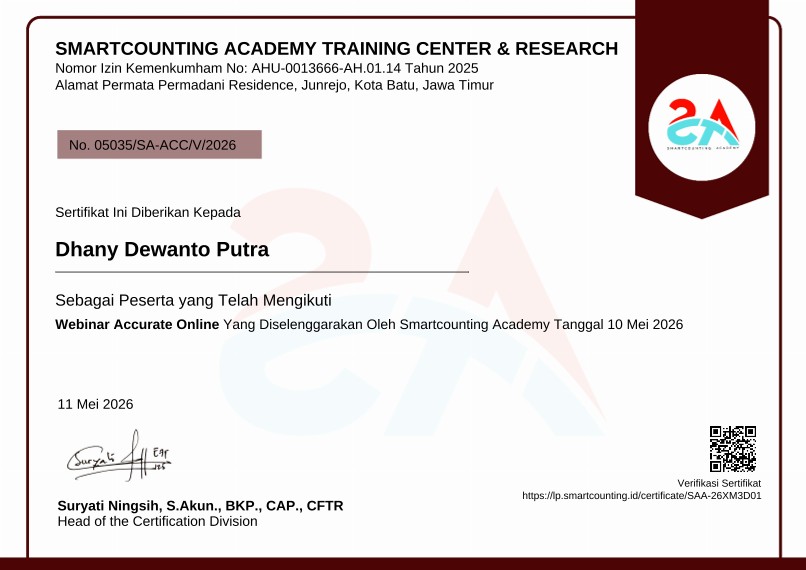 SMARTCOUNTING ACADEMY TRAINING CENTER & RESEARCH
Nomor Izin Kemenkumham No: AHU-0013666-AH.01.14 Tahun 2025
Alamat Permata Permadani Residence, Junrejo, Kota Batu, Jawa Timur
SMARTCOUNTING ACADEMY
No. 05035/SA-ACC/V/2026
Sertifikat Ini Diberikan Kepada
Dhany Dewanto Putra
Sebagai Peserta yang Telah Mengikuti
Webinar Accurate Online Yang Diselenggarakan Oleh Smartcounting Academy Tanggal 10 Mei 2026
11 Mei 2026
Suryati
Verifikasi Sertifikat
https://lp.smartcounting.id/certificate/SAA-26XM3D01
Suryati Ningsih, S.Akun., BKP., CAP., CFTR
Head of the Certification Division